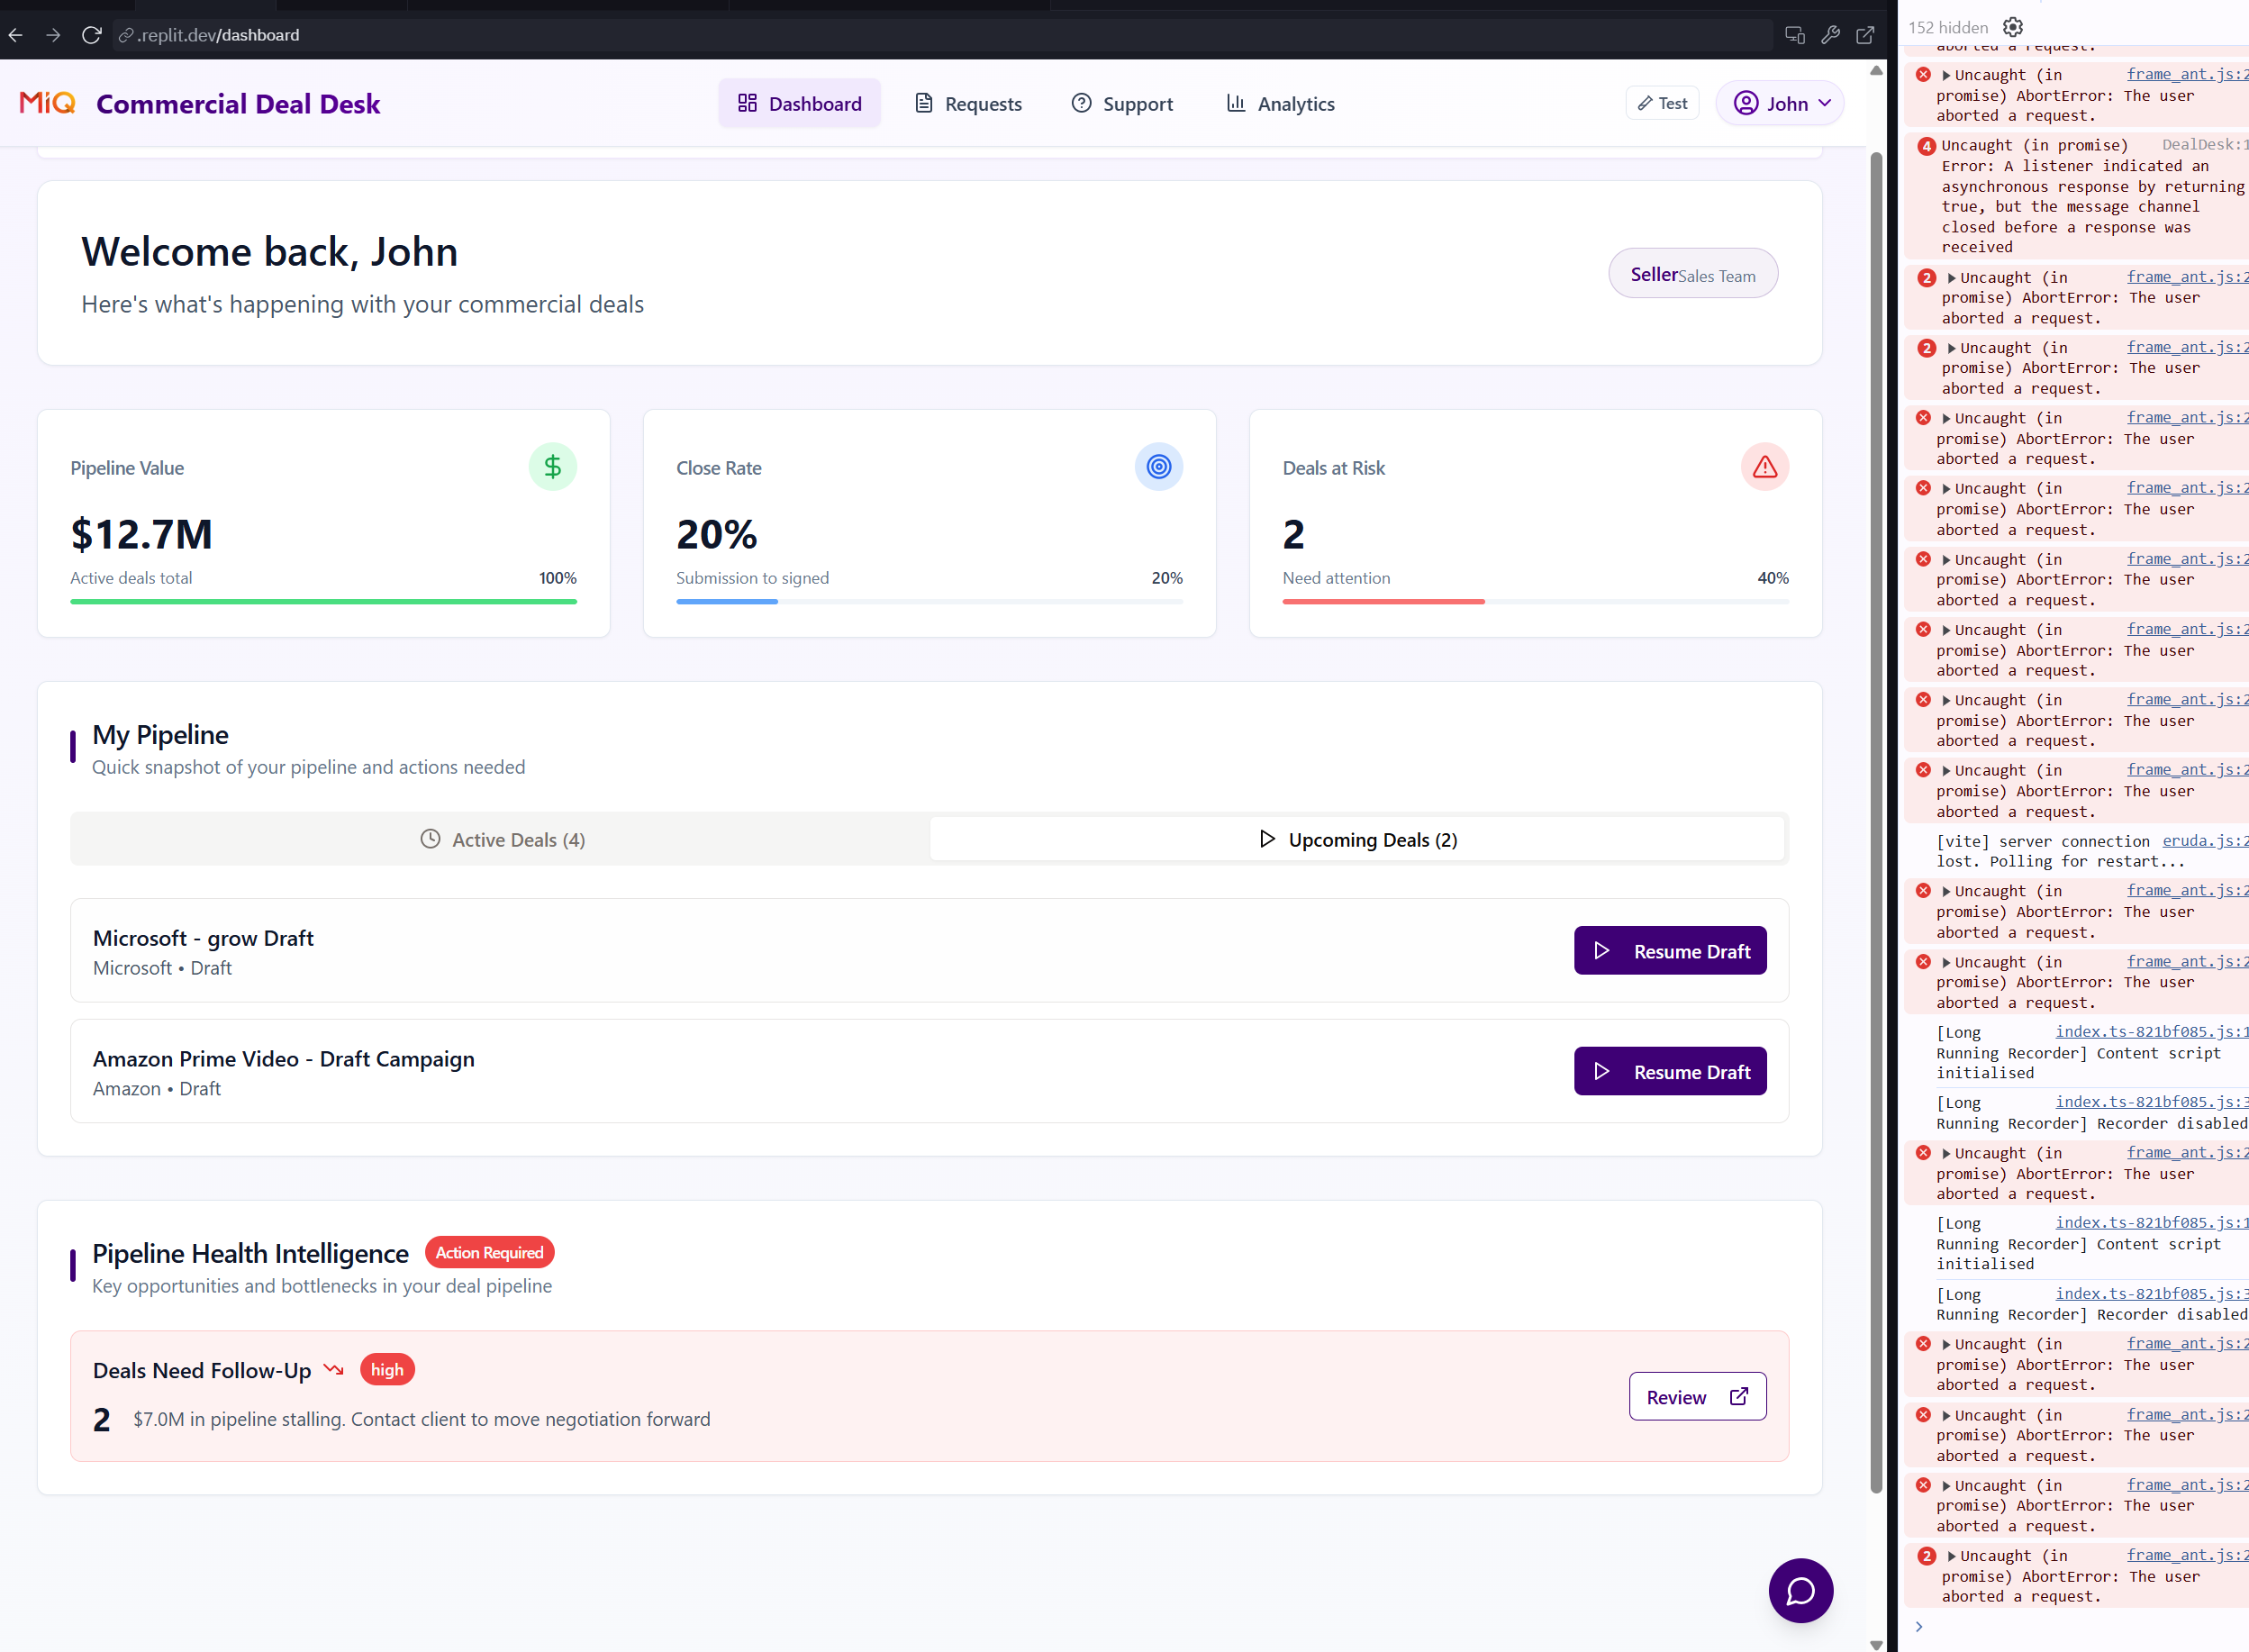 .replit.dev/dashboard
MiQ Commercial Deal Desk
Dashboard
Requests
Support
Analytics
Test
John
Welcome back, John
Here's what's happening with your commercial deals
Seller Sales Team
Pipeline Value
$12.7M
Active deals total 100%
Close Rate
20%
Submission to signed 20%
Deals at Risk
2
Need attention 40%
My Pipeline
Quick snapshot of your pipeline and actions needed
Active Deals (4)
Upcoming Deals (2)
Microsoft - grow Draft
Microsoft • Draft
Resume Draft
Amazon Prime Video - Draft Campaign
Amazon • Draft
Resume Draft
Pipeline Health Intelligence Action Required
Key opportunities and bottlenecks in your deal pipeline
Deals Need Follow-Up high
2 $7.0M in pipeline stalling. Contact client to move negotiation forward
Review
152 hidden
aborted a request.
Uncaught (in frame_ant.js:2
promise) AbortError: The user
aborted a request.
4 Uncaught (in promise) DealDesk:1
Error: A listener indicated an
asynchronous response by returning
true, but the message channel
closed before a response was
received
2 Uncaught (in frame_ant.js:2
promise) AbortError: The user
aborted a request.
2 Uncaught (in frame_ant.js:2
promise) AbortError: The user
aborted a request.
Uncaught (in frame_ant.js:2
promise) AbortError: The user
aborted a request.
Uncaught (in frame_ant.js:2
promise) AbortError: The user
aborted a request.
Uncaught (in frame_ant.js:2
promise) AbortError: The user
aborted a request.
Uncaught (in frame_ant.js:2
promise) AbortError: The user
aborted a request.
Uncaught (in frame_ant.js:2
promise) AbortError: The user
aborted a request.
Uncaught (in frame_ant.js:2
promise) AbortError: The user
aborted a request.
[vite] server connection eruda.js:2
lost. Polling for restart...
Uncaught (in frame_ant.js:2
promise) AbortError: The user
aborted a request.
Uncaught (in frame_ant.js:2
promise) AbortError: The user
aborted a request.
[Long index.ts-821bf085.js:1
Running Recorder] Content script
initialised
[Long index.ts-821bf085.js:3
Running Recorder] Recorder disabled
Uncaught (in frame_ant.js:2
promise) AbortError: The user
aborted a request.
[Long index.ts-821bf085.js:1
Running Recorder] Content script
initialised
[Long index.ts-821bf085.js:3
Running Recorder] Recorder disabled
Uncaught (in frame_ant.js:2
promise) AbortError: The user
aborted a request.
Uncaught (in frame_ant.js:2
promise) AbortError: The user
aborted a request.
Uncaught (in frame_ant.js:2
promise) AbortError: The user
aborted a request.
2 Uncaught (in frame_ant.js:2
promise) AbortError: The user
aborted a request.